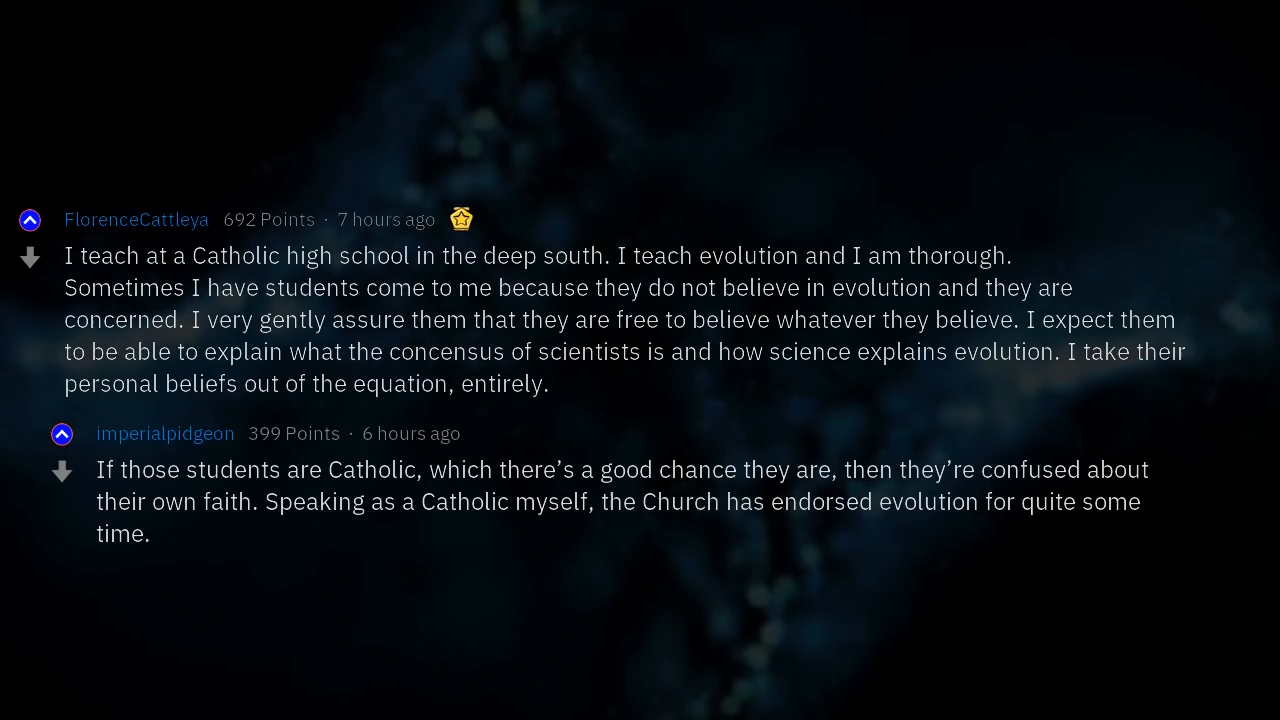 FlorenceCattleya 692 Points · 7 hours ago
I teach at a Catholic high school in the deep south. I teach evolution and I am thorough.
Sometimes I have students come to me because they do not believe in evolution and they are
concerned. I very gently assure them that they are free to believe whatever they believe. I expect them
to be able to explain what the concensus of scientists is and how science explains evolution. I take their
personal beliefs out of the equation, entirely.
imperialpidgeon 399 Points · 6 hours ago
If those students are Catholic, which there’s a good chance they are, then they’re confused about
their own faith. Speaking as a Catholic myself, the Church has endorsed evolution for quite some
time.